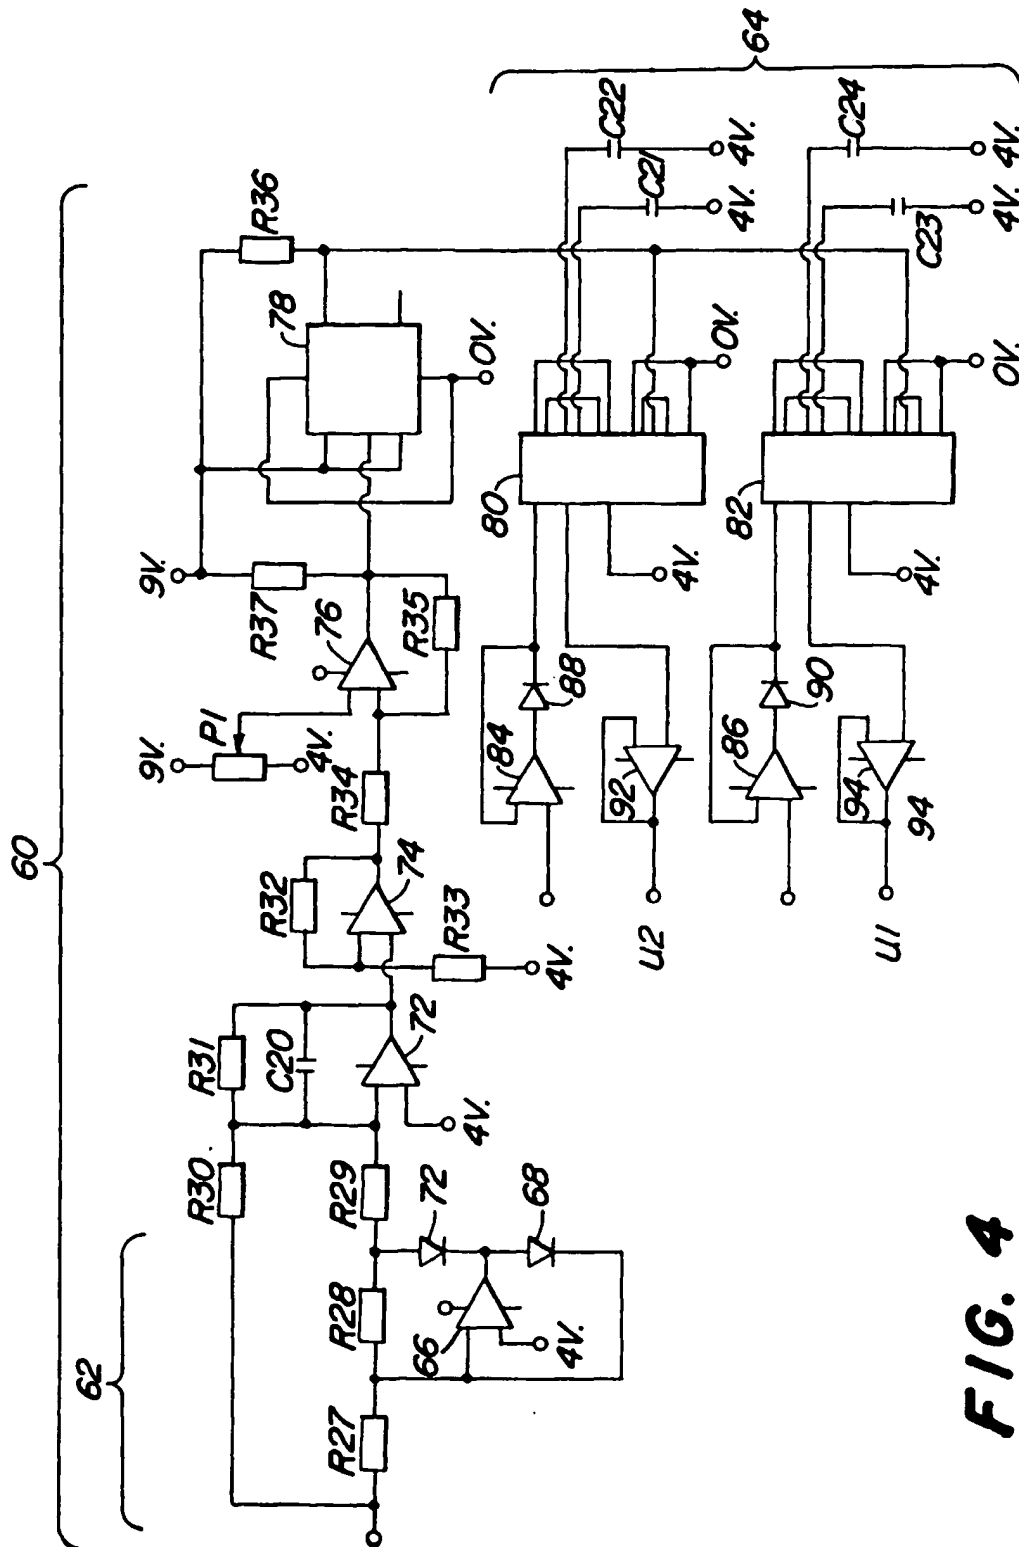 60
62
R30
R31
C20
R27
R28
R29
72
68
66
4V.
72
4V.
R32
74
R33
4V.
R34
9V.
P1
4V.
76
R35
R37
9V.
78
R36
0V.
64
84
88
80
4V.
0V.
C22
C21
4V.
4V.
92
U2
86
90
82
4V.
0V.
C24
C23
4V.
4V.
94
94
U1
FIG. 4